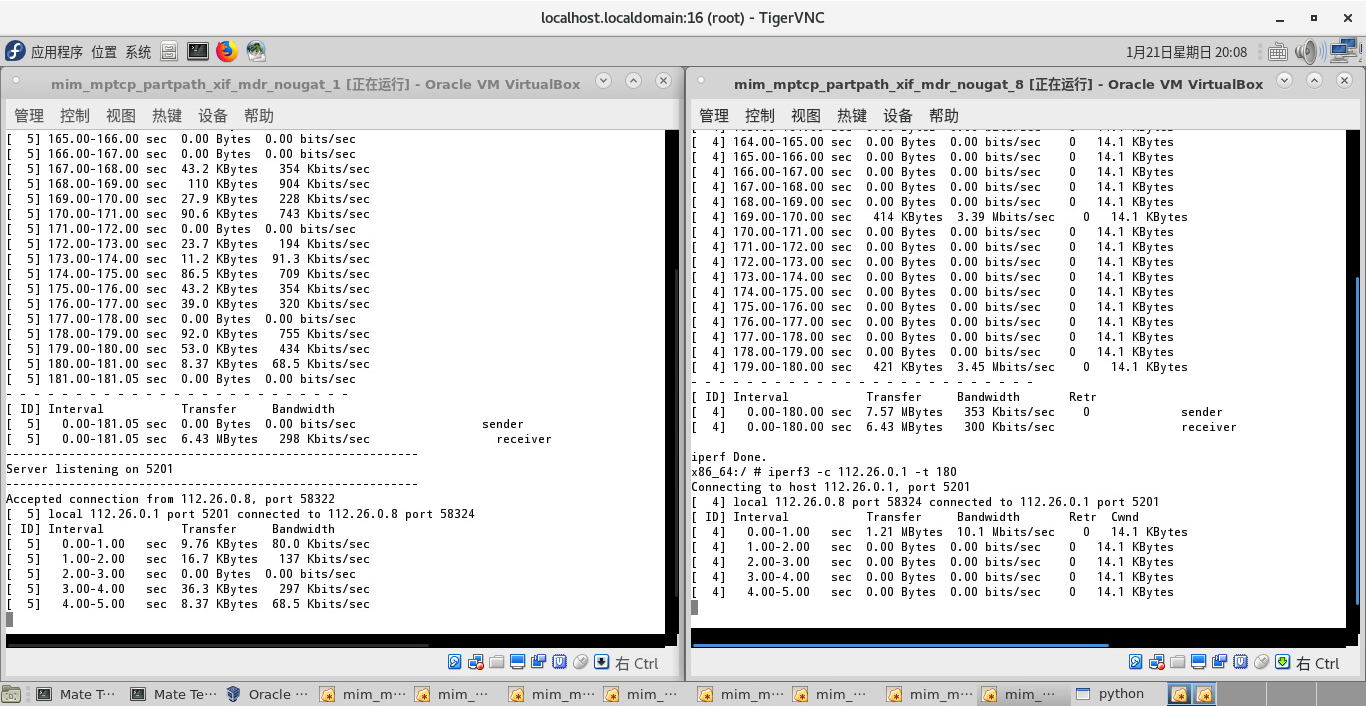 localhost.localdomain:16 (root) - TigerVNC
应用程序 位置 系统
1月21日星期日 20:08
mim_mptcp_partpath_xif_mdr_nougat_1 [正在运行] - Oracle VM VirtualBox
管理 控制 视图 热键 设备 帮助
[  5] 165.00-166.00 sec  0.00 Bytes  0.00 bits/sec
[  5] 166.00-167.00 sec  0.00 Bytes  0.00 bits/sec
[  5] 167.00-168.00 sec  43.2 KBytes   354 Kbits/sec
[  5] 168.00-169.00 sec   110 KBytes   904 Kbits/sec
[  5] 169.00-170.00 sec  27.9 KBytes   228 Kbits/sec
[  5] 170.00-171.00 sec  90.6 KBytes   743 Kbits/sec
[  5] 171.00-172.00 sec  0.00 Bytes  0.00 bits/sec
[  5] 172.00-173.00 sec  23.7 KBytes   194 Kbits/sec
[  5] 173.00-174.00 sec  11.2 KBytes  91.3 Kbits/sec
[  5] 174.00-175.00 sec  86.5 KBytes   709 Kbits/sec
[  5] 175.00-176.00 sec  43.2 KBytes   354 Kbits/sec
[  5] 176.00-177.00 sec  39.0 KBytes   320 Kbits/sec
[  5] 177.00-178.00 sec  0.00 Bytes  0.00 bits/sec
[  5] 178.00-179.00 sec  92.0 KBytes   755 Kbits/sec
[  5] 179.00-180.00 sec  53.0 KBytes   434 Kbits/sec
[  5] 180.00-181.00 sec  8.37 KBytes  68.5 Kbits/sec
[  5] 181.00-181.05 sec  0.00 Bytes  0.00 bits/sec
- - - - - - - - - - - - - - - - - - - - - - - - -
[ ID] Interval           Transfer     Bandwidth
[  5]   0.00-181.05 sec  0.00 Bytes  0.00 bits/sec                  sender
[  5]   0.00-181.05 sec  6.43 MBytes   298 Kbits/sec                  receiver
-----------------------------------------------------------
Server listening on 5201
-----------------------------------------------------------
Accepted connection from 112.26.0.8, port 58322
[  5] local 112.26.0.1 port 5201 connected to 112.26.0.8 port 58324
[ ID] Interval           Transfer     Bandwidth
[  5]   0.00-1.00   sec  9.76 KBytes  80.0 Kbits/sec
[  5]   1.00-2.00   sec  16.7 KBytes   137 Kbits/sec
[  5]   2.00-3.00   sec  0.00 Bytes  0.00 bits/sec
[  5]   3.00-4.00   sec  36.3 KBytes   297 Kbits/sec
[  5]   4.00-5.00   sec  8.37 KBytes  68.5 Kbits/sec
右 Ctrl
mim_mptcp_partpath_xif_mdr_nougat_8 [正在运行] - Oracle VM VirtualBox
管理 控制 视图 热键 设备 帮助
[  4] 164.00-165.00 sec  0.00 Bytes  0.00 bits/sec    0   14.1 KBytes
[  4] 165.00-166.00 sec  0.00 Bytes  0.00 bits/sec    0   14.1 KBytes
[  4] 166.00-167.00 sec  0.00 Bytes  0.00 bits/sec    0   14.1 KBytes
[  4] 167.00-168.00 sec  0.00 Bytes  0.00 bits/sec    0   14.1 KBytes
[  4] 168.00-169.00 sec  0.00 Bytes  0.00 bits/sec    0   14.1 KBytes
[  4] 169.00-170.00 sec   414 KBytes  3.39 Mbits/sec    0   14.1 KBytes
[  4] 170.00-171.00 sec  0.00 Bytes  0.00 bits/sec    0   14.1 KBytes
[  4] 171.00-172.00 sec  0.00 Bytes  0.00 bits/sec    0   14.1 KBytes
[  4] 172.00-173.00 sec  0.00 Bytes  0.00 bits/sec    0   14.1 KBytes
[  4] 173.00-174.00 sec  0.00 Bytes  0.00 bits/sec    0   14.1 KBytes
[  4] 174.00-175.00 sec  0.00 Bytes  0.00 bits/sec    0   14.1 KBytes
[  4] 175.00-176.00 sec  0.00 Bytes  0.00 bits/sec    0   14.1 KBytes
[  4] 176.00-177.00 sec  0.00 Bytes  0.00 bits/sec    0   14.1 KBytes
[  4] 177.00-178.00 sec  0.00 Bytes  0.00 bits/sec    0   14.1 KBytes
[  4] 178.00-179.00 sec  0.00 Bytes  0.00 bits/sec    0   14.1 KBytes
[  4] 179.00-180.00 sec   421 KBytes  3.45 Mbits/sec    0   14.1 KBytes
- - - - - - - - - - - - - - - - - - - - - - - - -
[ ID] Interval           Transfer     Bandwidth       Retr
[  4]   0.00-180.00 sec  7.57 MBytes   353 Kbits/sec    0             sender
[  4]   0.00-180.00 sec  6.43 MBytes   300 Kbits/sec                  receiver
iperf Done.
x86_64:/ # iperf3 -c 112.26.0.1 -t 180
Connecting to host 112.26.0.1, port 5201
[  4] local 112.26.0.8 port 58324 connected to 112.26.0.1 port 5201
[ ID] Interval           Transfer     Bandwidth       Retr  Cwnd
[  4]   0.00-1.00   sec  1.21 MBytes  10.1 Mbits/sec    0   14.1 KBytes
[  4]   1.00-2.00   sec  0.00 Bytes  0.00 bits/sec    0   14.1 KBytes
[  4]   2.00-3.00   sec  0.00 Bytes  0.00 bits/sec    0   14.1 KBytes
[  4]   3.00-4.00   sec  0.00 Bytes  0.00 bits/sec    0   14.1 KBytes
[  4]   4.00-5.00   sec  0.00 Bytes  0.00 bits/sec    0   14.1 KBytes
右 Ctrl
Mate T··· Mate Te··· Oracle ··· mim_m··· mim_··· mim_m··· mim_··· mim_m··· mim_··· mim_m··· mim_··· python